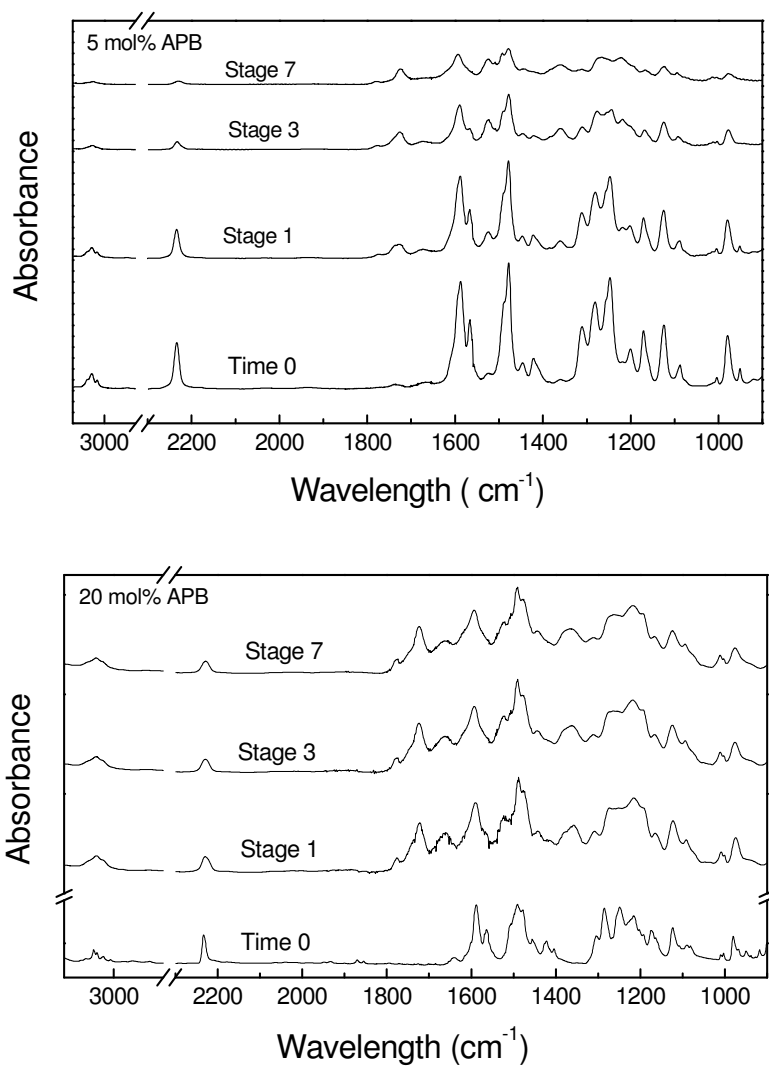 5 mol% APB
Stage 7
Stage 3
Stage 1
Time 0
Absorbance
3000 2200 2000 1800 1600 1400 1200 1000
Wavelength ( cm⁻¹)
20 mol% APB
Stage 7
Stage 3
Stage 1
Time 0
Absorbance
3000 2200 2000 1800 1600 1400 1200 1000
Wavelength (cm⁻¹)